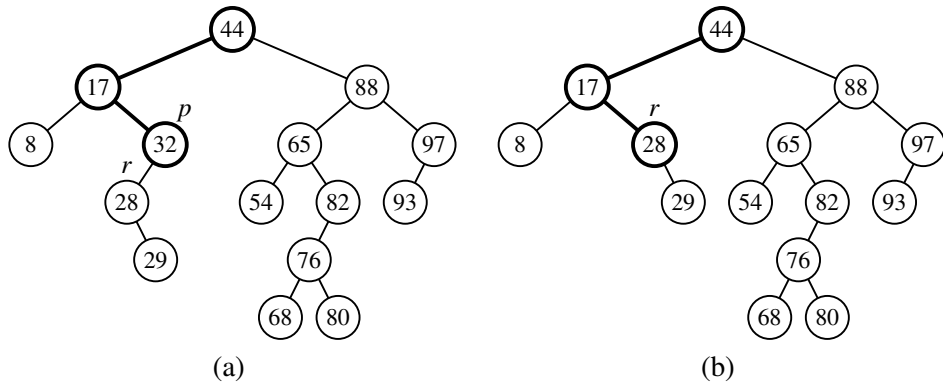 44 44
17 p 88 17 r 88
8 32 65 97 8 28 65 97
r 28 54 82 93 29 54 82 93
29 76 76
68 80 68 80
(a) (b)